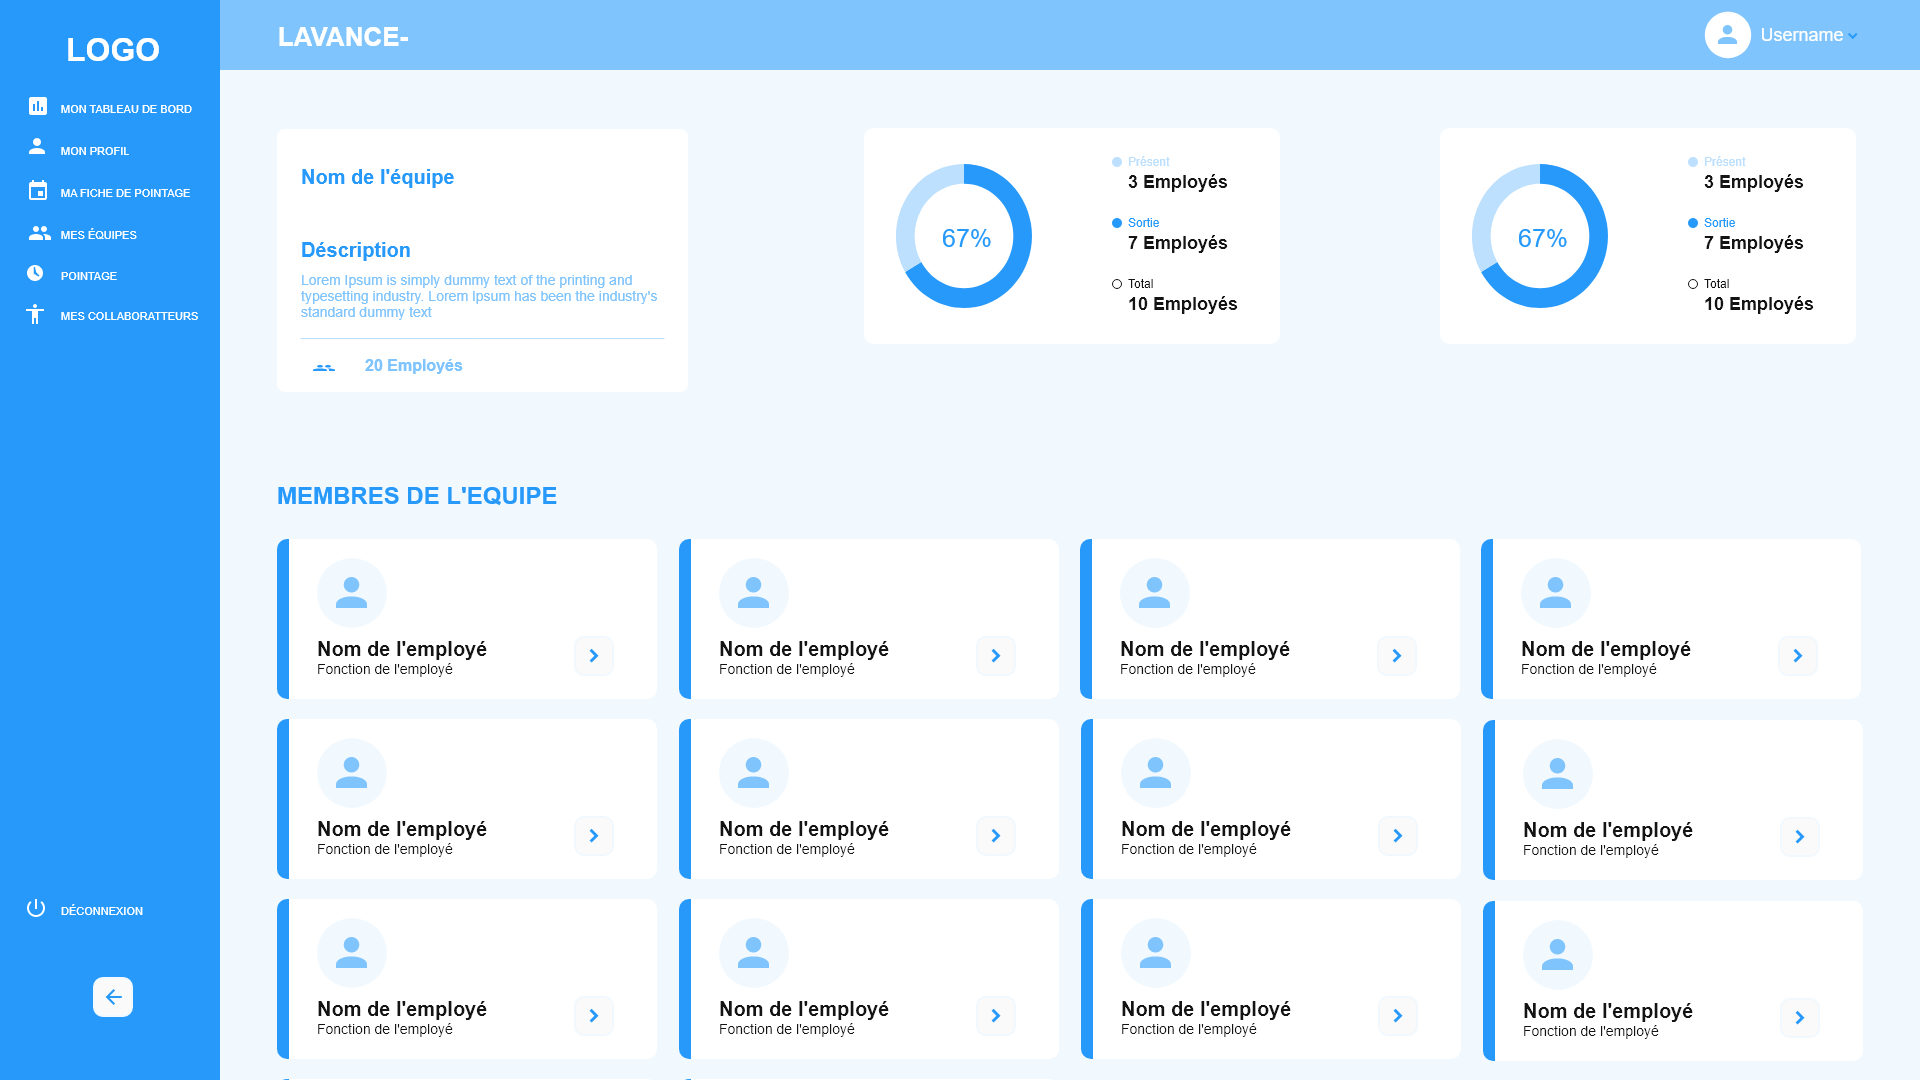 LOGO
MON TABLEAU DE BORD
MON PROFIL
MA FICHE DE POINTAGE
MES ÉQUIPES
POINTAGE
MES COLLABORATTEURS
DÉCONNEXION
LAVANCE-
Username
Nom de l'équipe
Déscription
Lorem Ipsum is simply dummy text of the printing and
typesetting industry. Lorem Ipsum has been the industry's
standard dummy text
20 Employés
67%
Présent
3 Employés
Sortie
7 Employés
Total
10 Employés
67%
Présent
3 Employés
Sortie
7 Employés
Total
10 Employés
MEMBRES DE L'EQUIPE
Nom de l'employé
Fonction de l'employé
Nom de l'employé
Fonction de l'employé
Nom de l'employé
Fonction de l'employé
Nom de l'employé
Fonction de l'employé
Nom de l'employé
Fonction de l'employé
Nom de l'employé
Fonction de l'employé
Nom de l'employé
Fonction de l'employé
Nom de l'employé
Fonction de l'employé
Nom de l'employé
Fonction de l'employé
Nom de l'employé
Fonction de l'employé
Nom de l'employé
Fonction de l'employé
Nom de l'employé
Fonction de l'employé